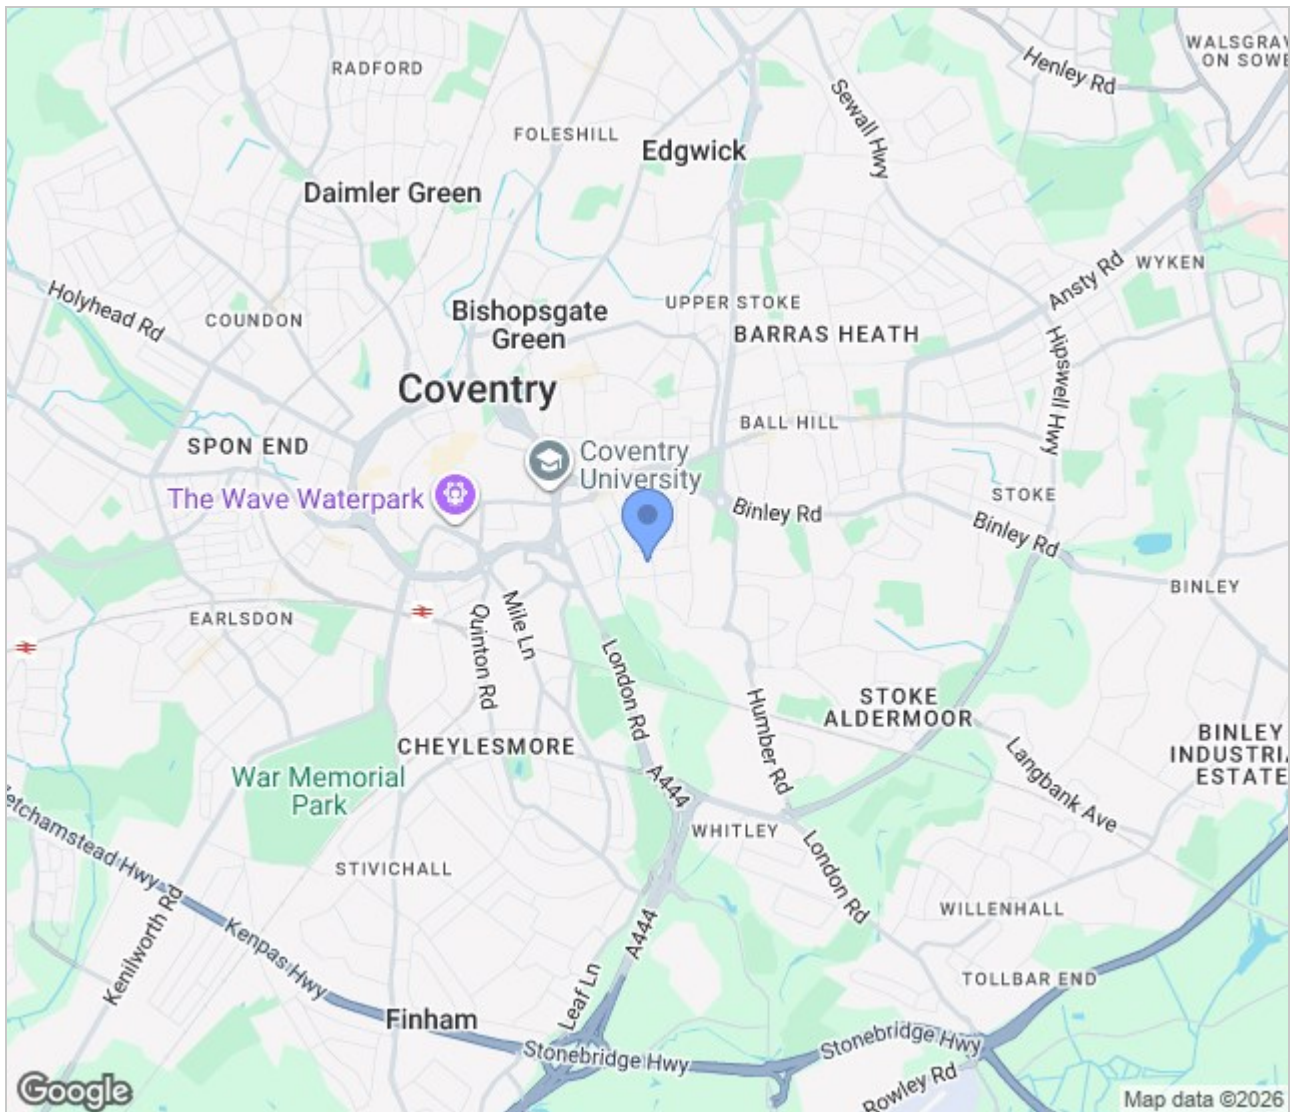 WALSGRAV
ON SOWE
RADFORD
Henley Rd
Sewall Hwy
FOLESHILL
Edgwick
Daimler Green
WYKEN
Ansty Rd
Holyhead Rd
COUNDON
Bishopsgate
Green
UPPER STOKE
BARRAS HEATH
Hipswell Hwy
Coventry
BALL HILL
SPON END
Coventry
University
The Wave Waterpark
STOKE
Binley Rd
Binley Rd
BINLEY
EARLSDON
Mile Ln
Quinton Rd
London Rd
STOKE
ALDERMOOR
Humber Rd
CHEYLESMORE
BINLEY
INDUSTRIA
ESTATE
Langbank Ave
War Memorial
Park
A444
WHITLEY
etchamstead Hwy
STIVICHALL
London Rd
Kenilworth Rd
WILLENHALL
Kenpas Hwy
A444
TOLLBAR END
Leaf Ln
Finham
Stonebridge Hwy
Stonebridge Hwy
Rowley Rd
Google
Map data ©2026